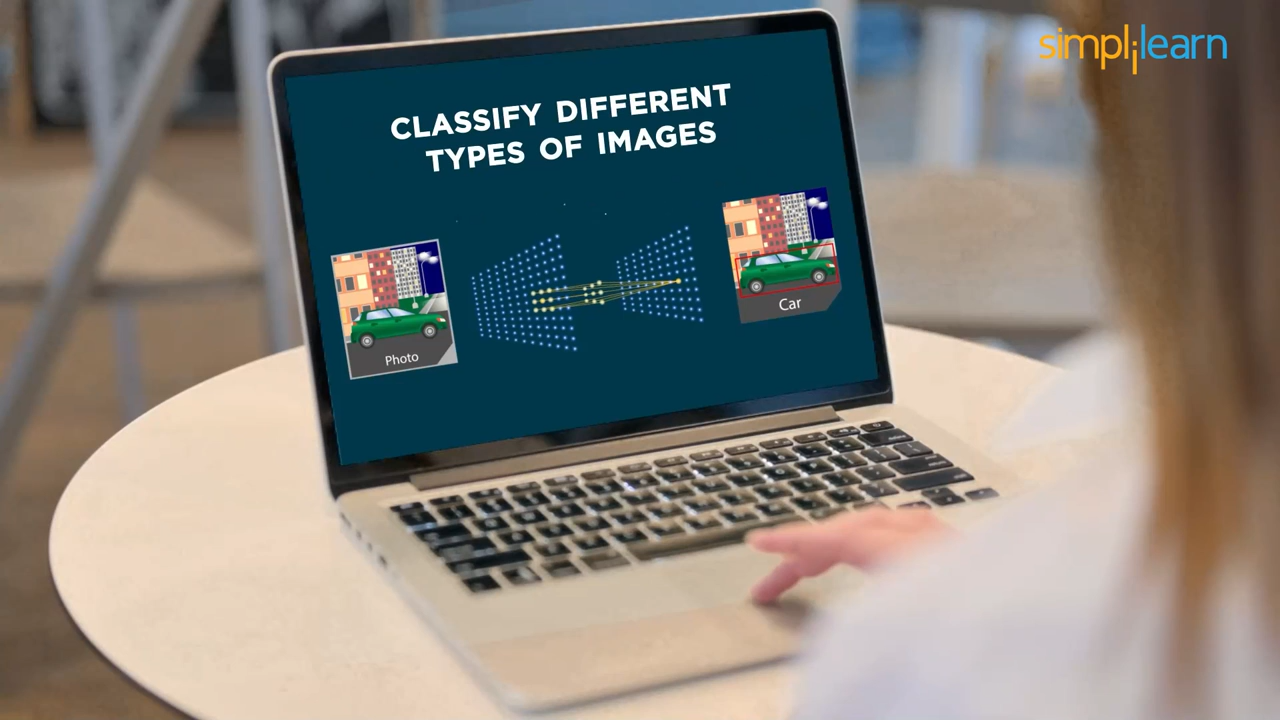 simplilearn
CLASSIFY DIFFERENT
TYPES OF IMAGES
Photo
Car